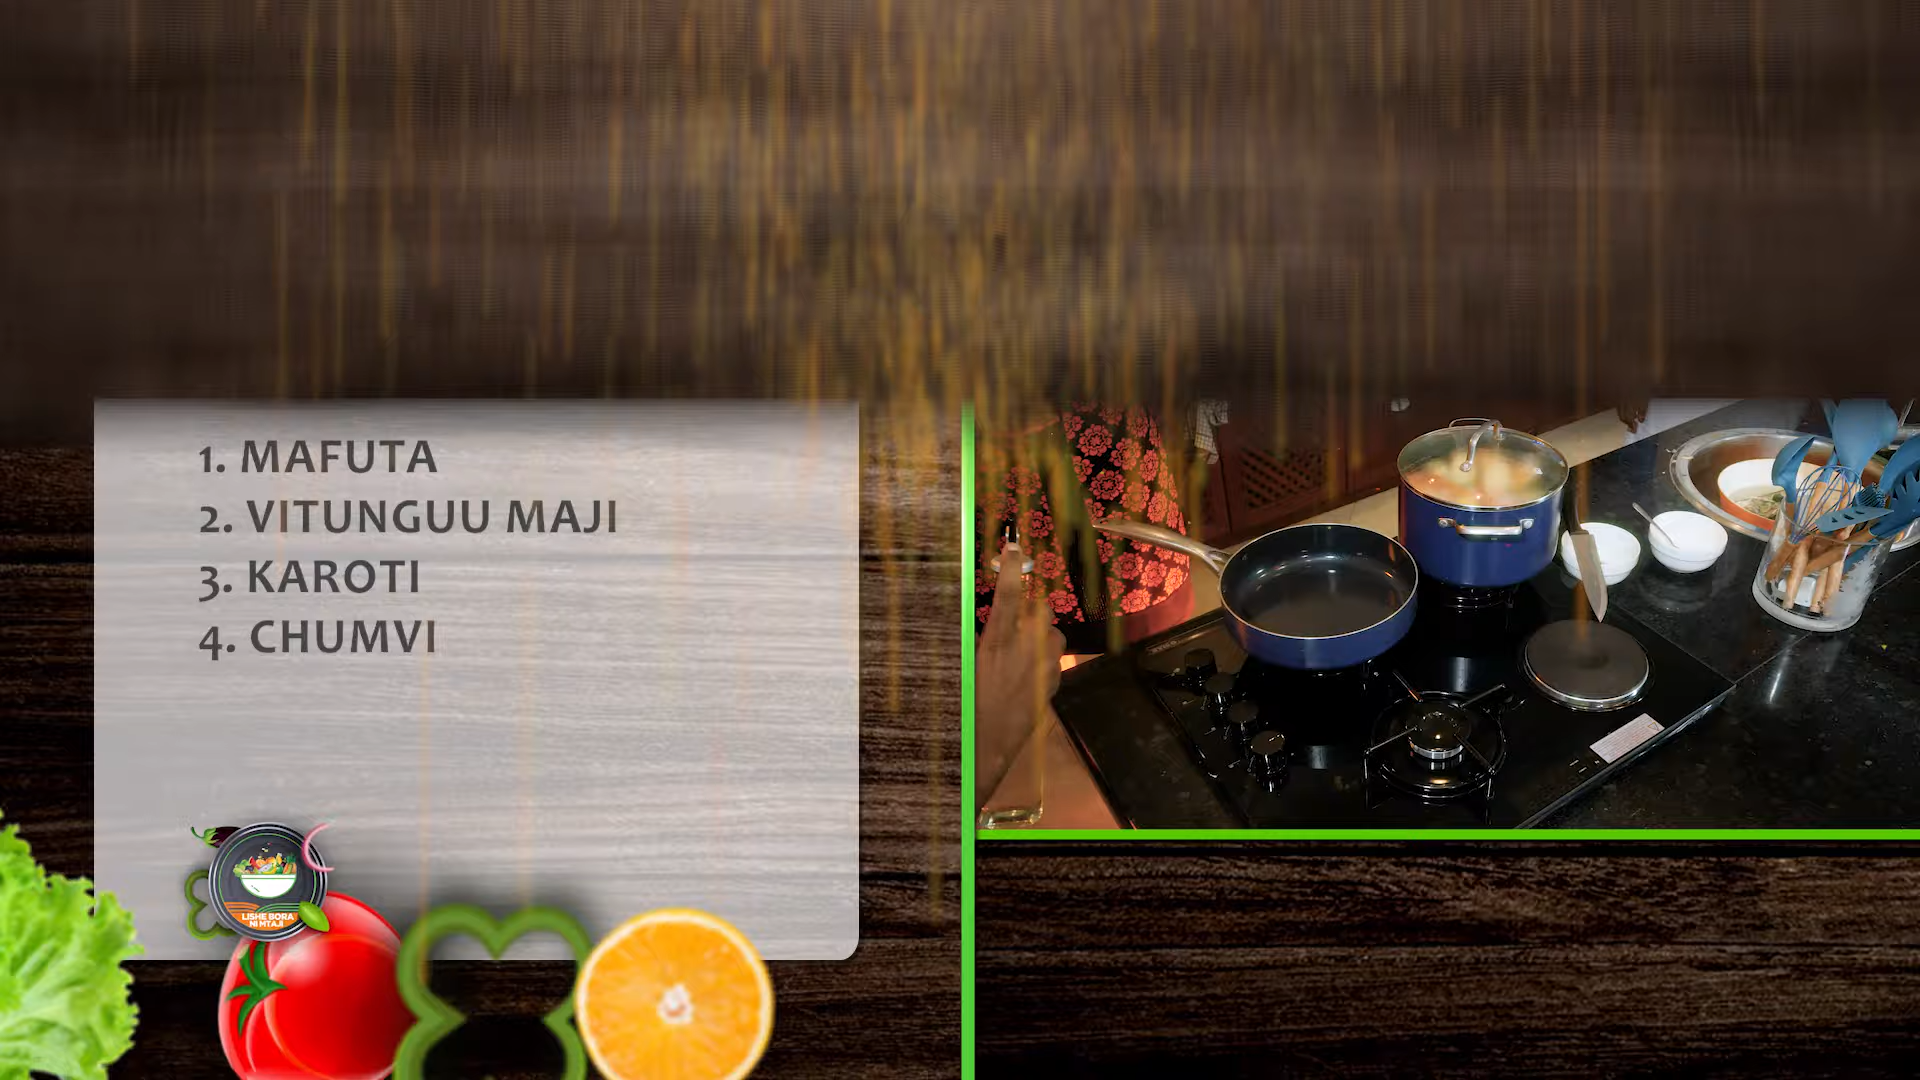 1. MAFUTA
2. VITUNGUU MAJI
3. KAROTI
4. CHUMVI
LISHE BORA
NI MTAJI